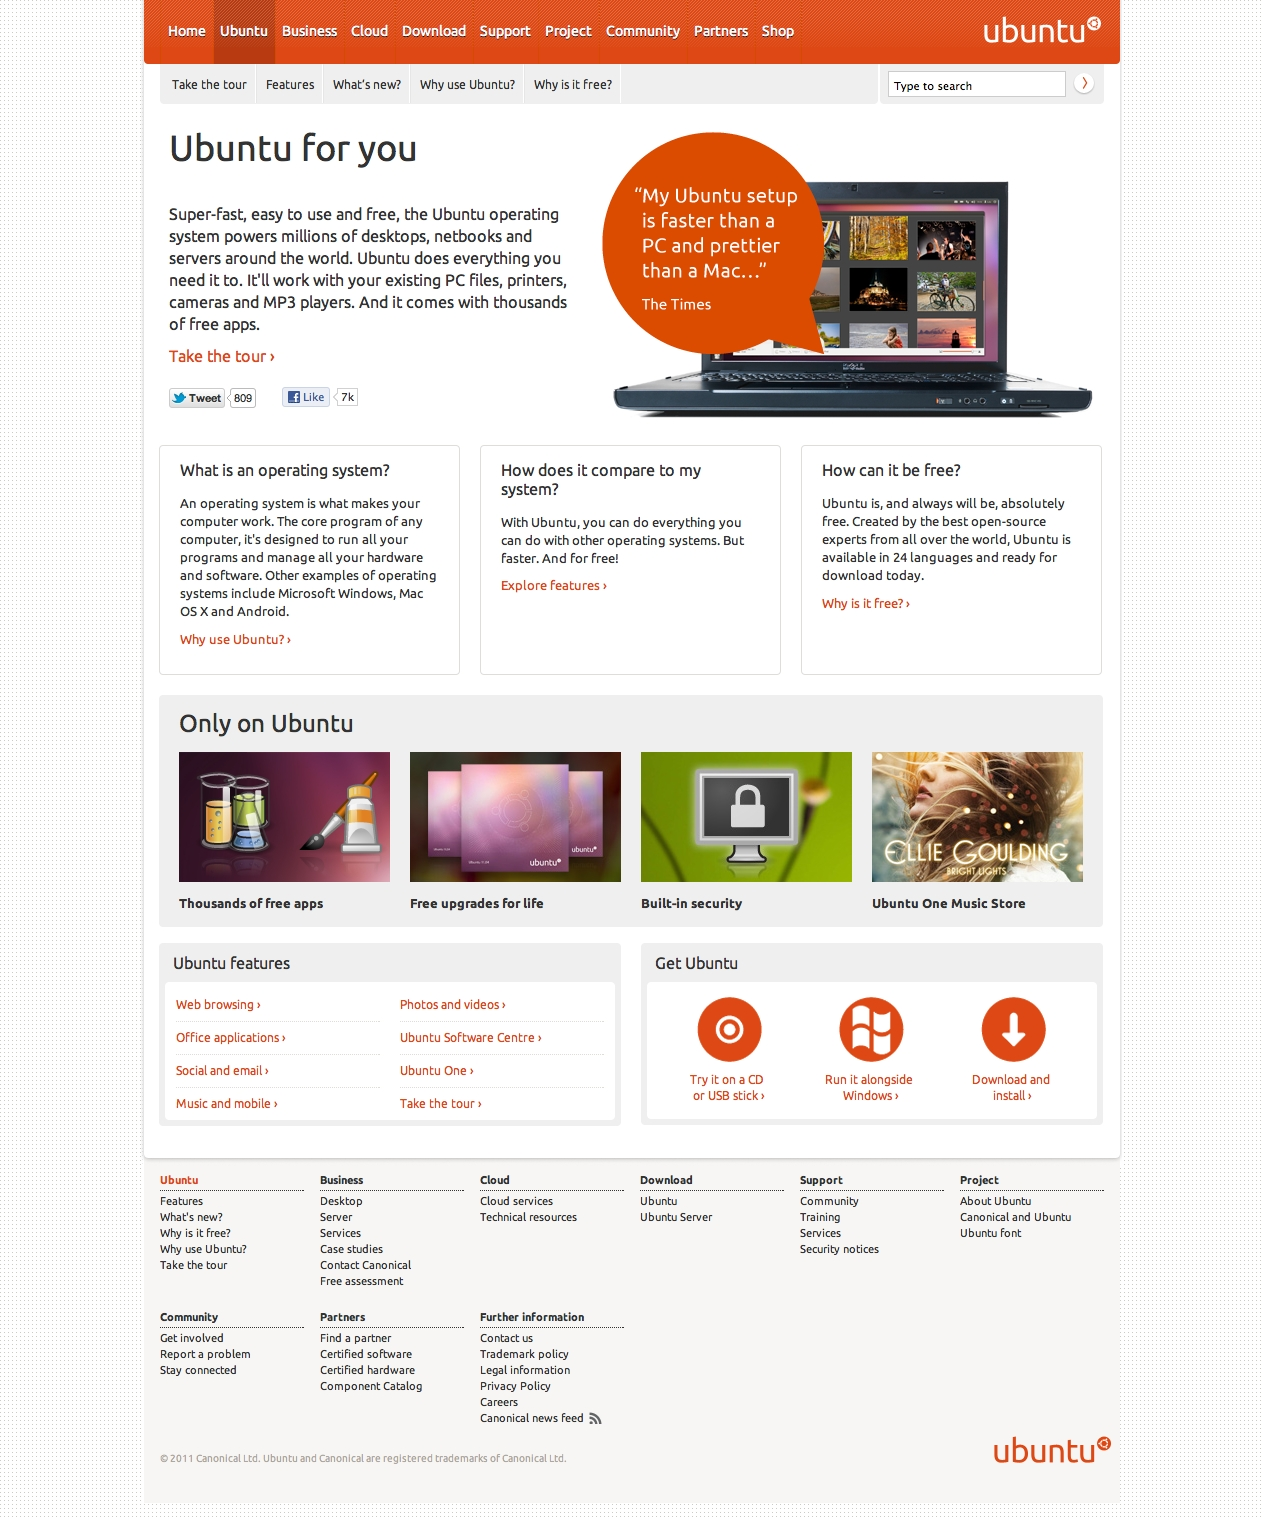 Home Ubuntu Business Cloud Download Support Project Community Partners Shop
ubuntu
Take the tour Features What's new? Why use Ubuntu? Why is it free?
Type to search
Ubuntu for you
Super-fast, easy to use and free, the Ubuntu operating
system powers millions of desktops, netbooks and
servers around the world. Ubuntu does everything you
need it to. It'll work with your existing PC files, printers,
cameras and MP3 players. And it comes with thousands
of free apps.
Take the tour ›
Tweet 809 Like 7k
“My Ubuntu setup
is faster than a
PC and prettier
than a Mac…”
The Times
What is an operating system?
An operating system is what makes your
computer work. The core program of any
computer, it's designed to run all your
programs and manage all your hardware
and software. Other examples of operating
systems include Microsoft Windows, Mac
OS X and Android.
Why use Ubuntu? ›
How does it compare to my
system?
With Ubuntu, you can do everything you
can do with other operating systems. But
faster. And for free!
Explore features ›
How can it be free?
Ubuntu is, and always will be, absolutely
free. Created by the best open-source
experts from all over the world, Ubuntu is
available in 24 languages and ready for
download today.
Why is it free? ›
Only on Ubuntu
ubuntu
ubuntu
ELLIE GOULDING
BRIGHT LIGHTS
Thousands of free apps
Free upgrades for life
Built-in security
Ubuntu One Music Store
Ubuntu features
Web browsing ›
Office applications ›
Social and email ›
Music and mobile ›
Photos and videos ›
Ubuntu Software Centre ›
Ubuntu One ›
Take the tour ›
Get Ubuntu
Try it on a CD
or USB stick ›
Run it alongside
Windows ›
Download and
install ›
Ubuntu
Features
What's new?
Why is it free?
Why use Ubuntu?
Take the tour
Business
Desktop
Server
Services
Case studies
Contact Canonical
Free assessment
Cloud
Cloud services
Technical resources
Download
Ubuntu
Ubuntu Server
Support
Community
Training
Services
Security notices
Project
About Ubuntu
Canonical and Ubuntu
Ubuntu font
Community
Get involved
Report a problem
Stay connected
Partners
Find a partner
Certified software
Certified hardware
Component Catalog
Further information
Contact us
Trademark policy
Legal information
Privacy Policy
Careers
Canonical news feed
© 2011 Canonical Ltd. Ubuntu and Canonical are registered trademarks of Canonical Ltd.
ubuntu